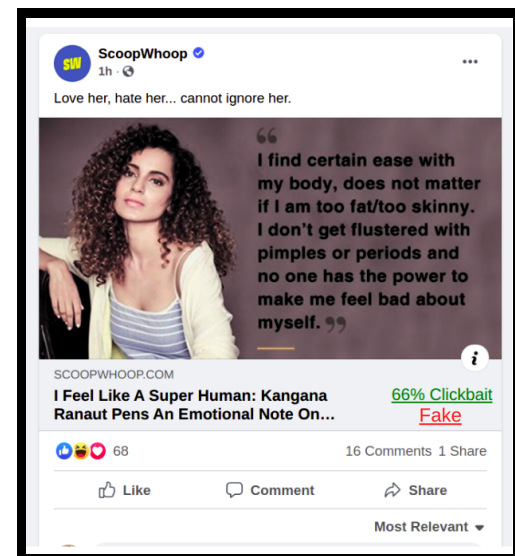 SW
ScoopWhoop
1h ·
Love her, hate her... cannot ignore her.
“
I find certain ease with
my body, does not matter
if I am too fat/too skinny.
I don't get flustered with
pimples or periods and
no one has the power to
make me feel bad about
myself. ”
i
SCOOPWHOOP.COM
I Feel Like A Super Human: Kangana
Ranaut Pens An Emotional Note On...
66% Clickbait
Fake
68
16 Comments 1 Share
Like Comment Share
Most Relevant